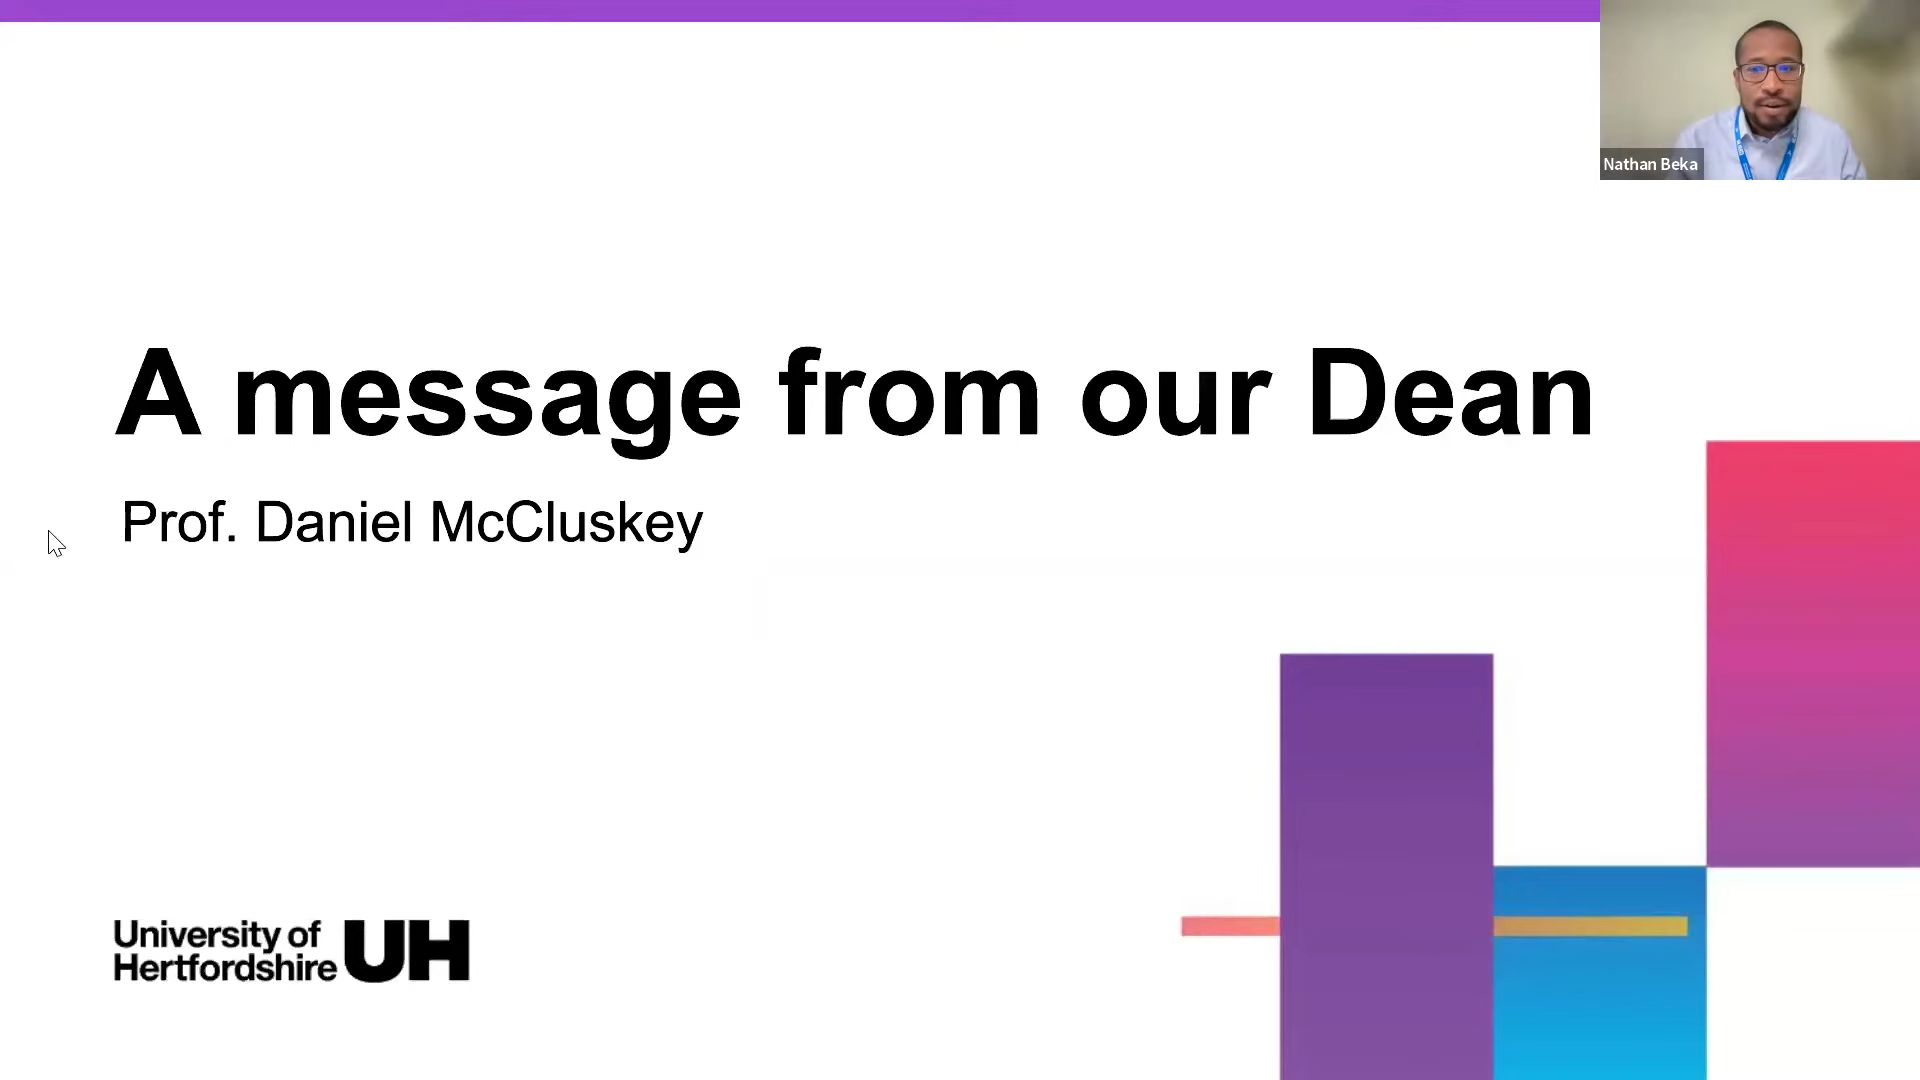 Nathan Beka
A message from our Dean
Prof. Daniel McCluskey
University of
Hertfordshire UH